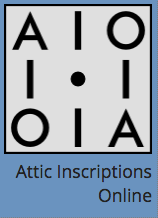 A I O
I · I
O I A
Attic Inscriptions
Online